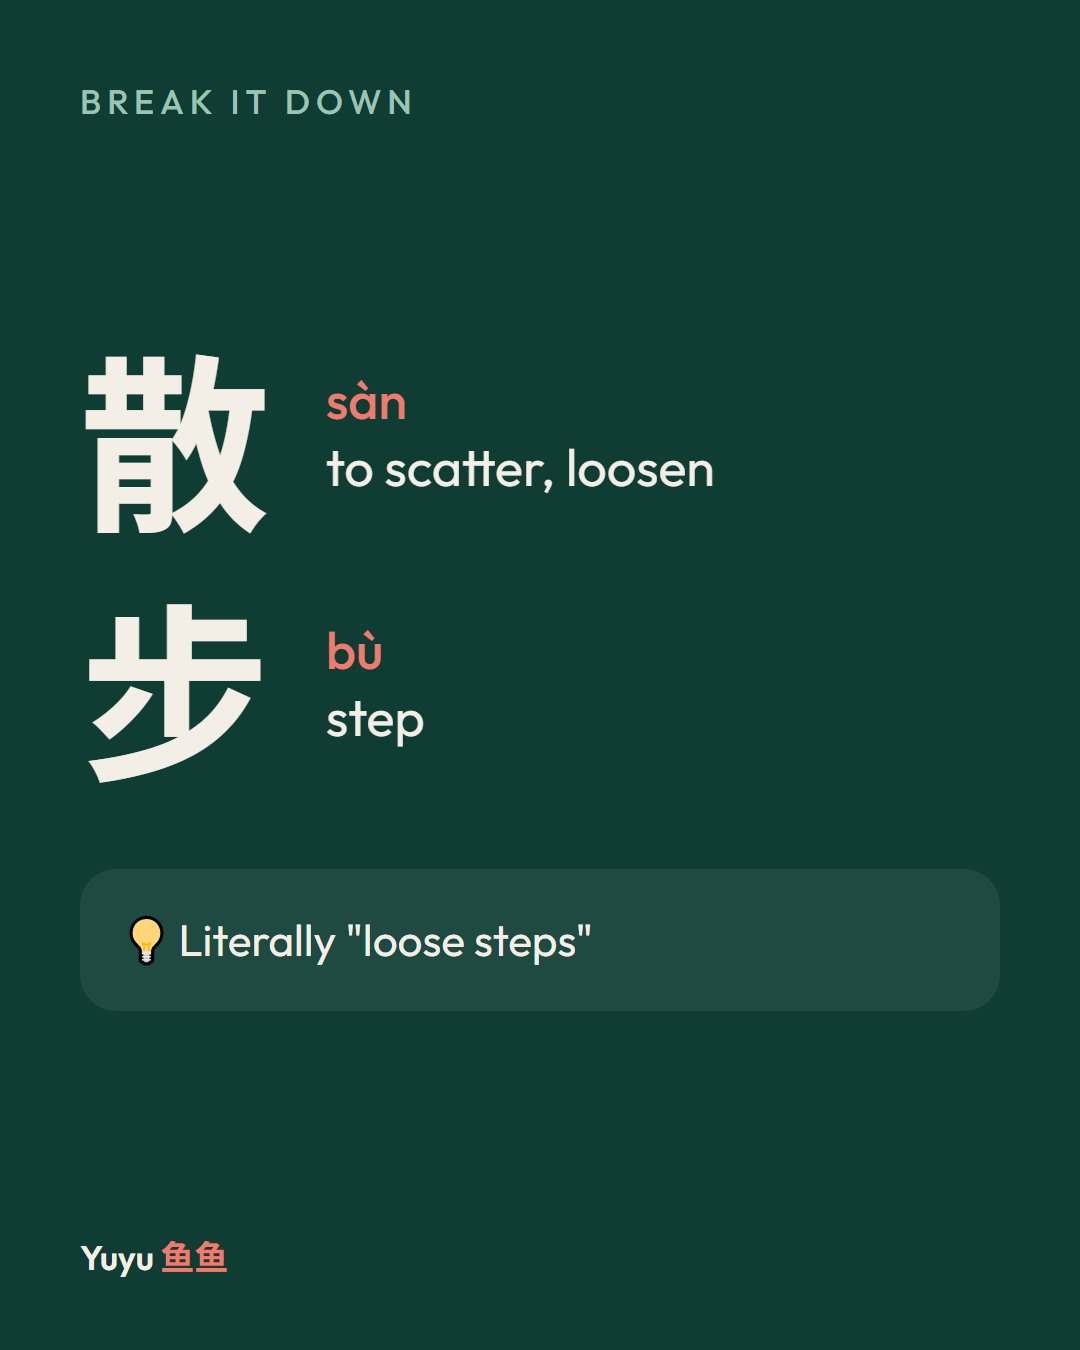 BREAK IT DOWN
散
sàn
to scatter, loosen
步
bù
step
💡 Literally "loose steps"
Yuyu 鱼鱼